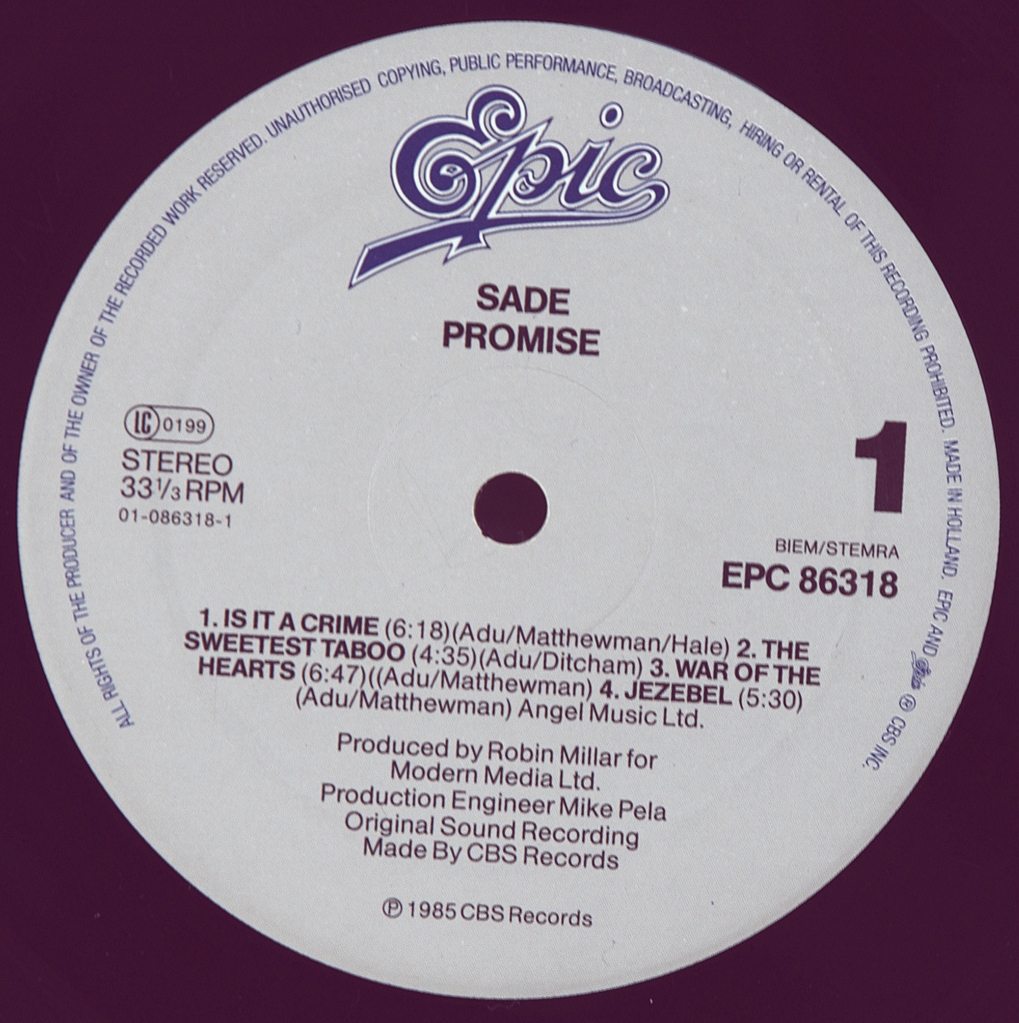 ALL RIGHTS OF THE PRODUCER AND OF THE OWNER OF THE RECORDED WORK RESERVED. UNAUTHORISED COPYING, PUBLIC PERFORMANCE, BROADCASTING, HIRING OR RENTAL OF THIS RECORDING PROHIBITED. MADE IN HOLLAND. EPIC AND Epic ® CBS INC.
Epic
SADE
PROMISE
LC 0199
STEREO
33 1/3 RPM
01-086318-1
1
BIEM/STEMRA
EPC 86318
1. IS IT A CRIME (6:18)(Adu/Matthewman/Hale) 2. THE
SWEETEST TABOO (4:35)(Adu/Ditcham) 3. WAR OF THE
HEARTS (6:47)((Adu/Matthewman) 4. JEZEBEL (5:30)
(Adu/Matthewman) Angel Music Ltd.
Produced by Robin Millar for
Modern Media Ltd.
Production Engineer Mike Pela
Original Sound Recording
Made By CBS Records
℗ 1985 CBS Records